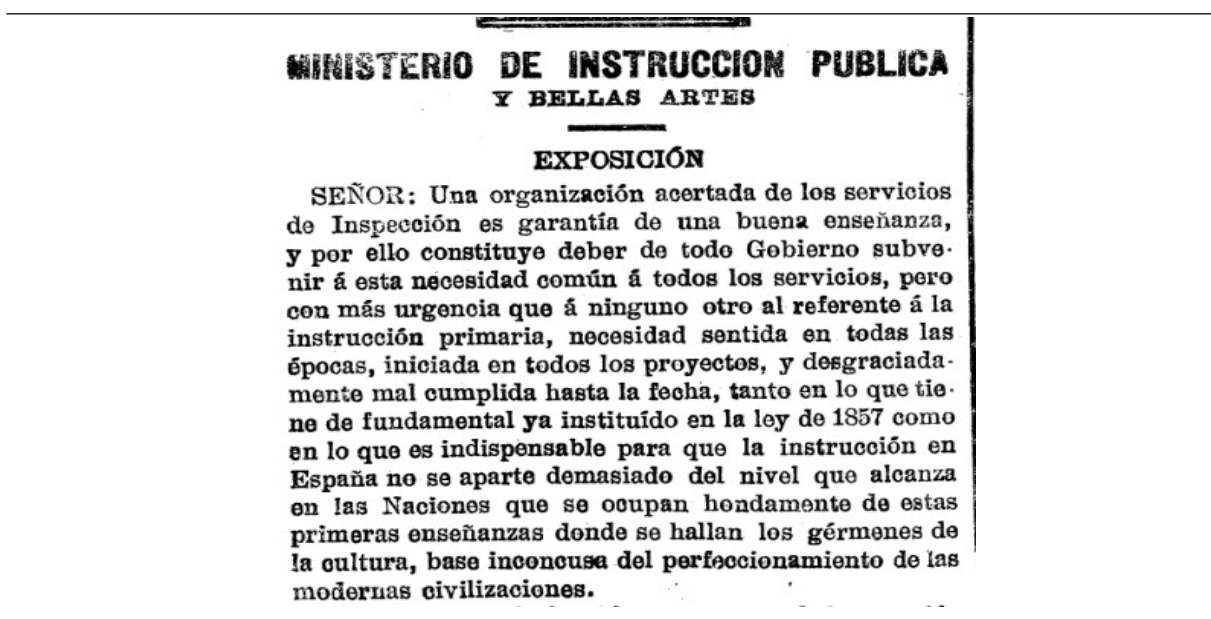 MINISTERIO DE INSTRUCCION PUBLICA
Y BELLAS ARTES
EXPOSICIÓN
SEÑOR: Una organización acertada de los servicios
de Inspección es garantía de una buena enseñanza,
y por ello constituye deber de todo Gobierno subve-
nir á esta necesidad común á todos los servicios, pero
con más urgencia que á ninguno otro al referente á la
instrucción primaria, necesidad sentida en todas las
épocas, iniciada en todos los proyectos, y desgraciada-
mente mal cumplida hasta la fecha, tanto en lo que tie-
ne de fundamental ya instituído en la ley de 1857 como
en lo que es indispensable para que la instrucción en
España no se aparte demasiado del nivel que alcanza
en las Naciones que se ocupan hondamente de estas
primeras enseñanzas donde se hallan los gérmenes de
la cultura, base inconcusa del perfeccionamiento de las
modernas civilizaciones.